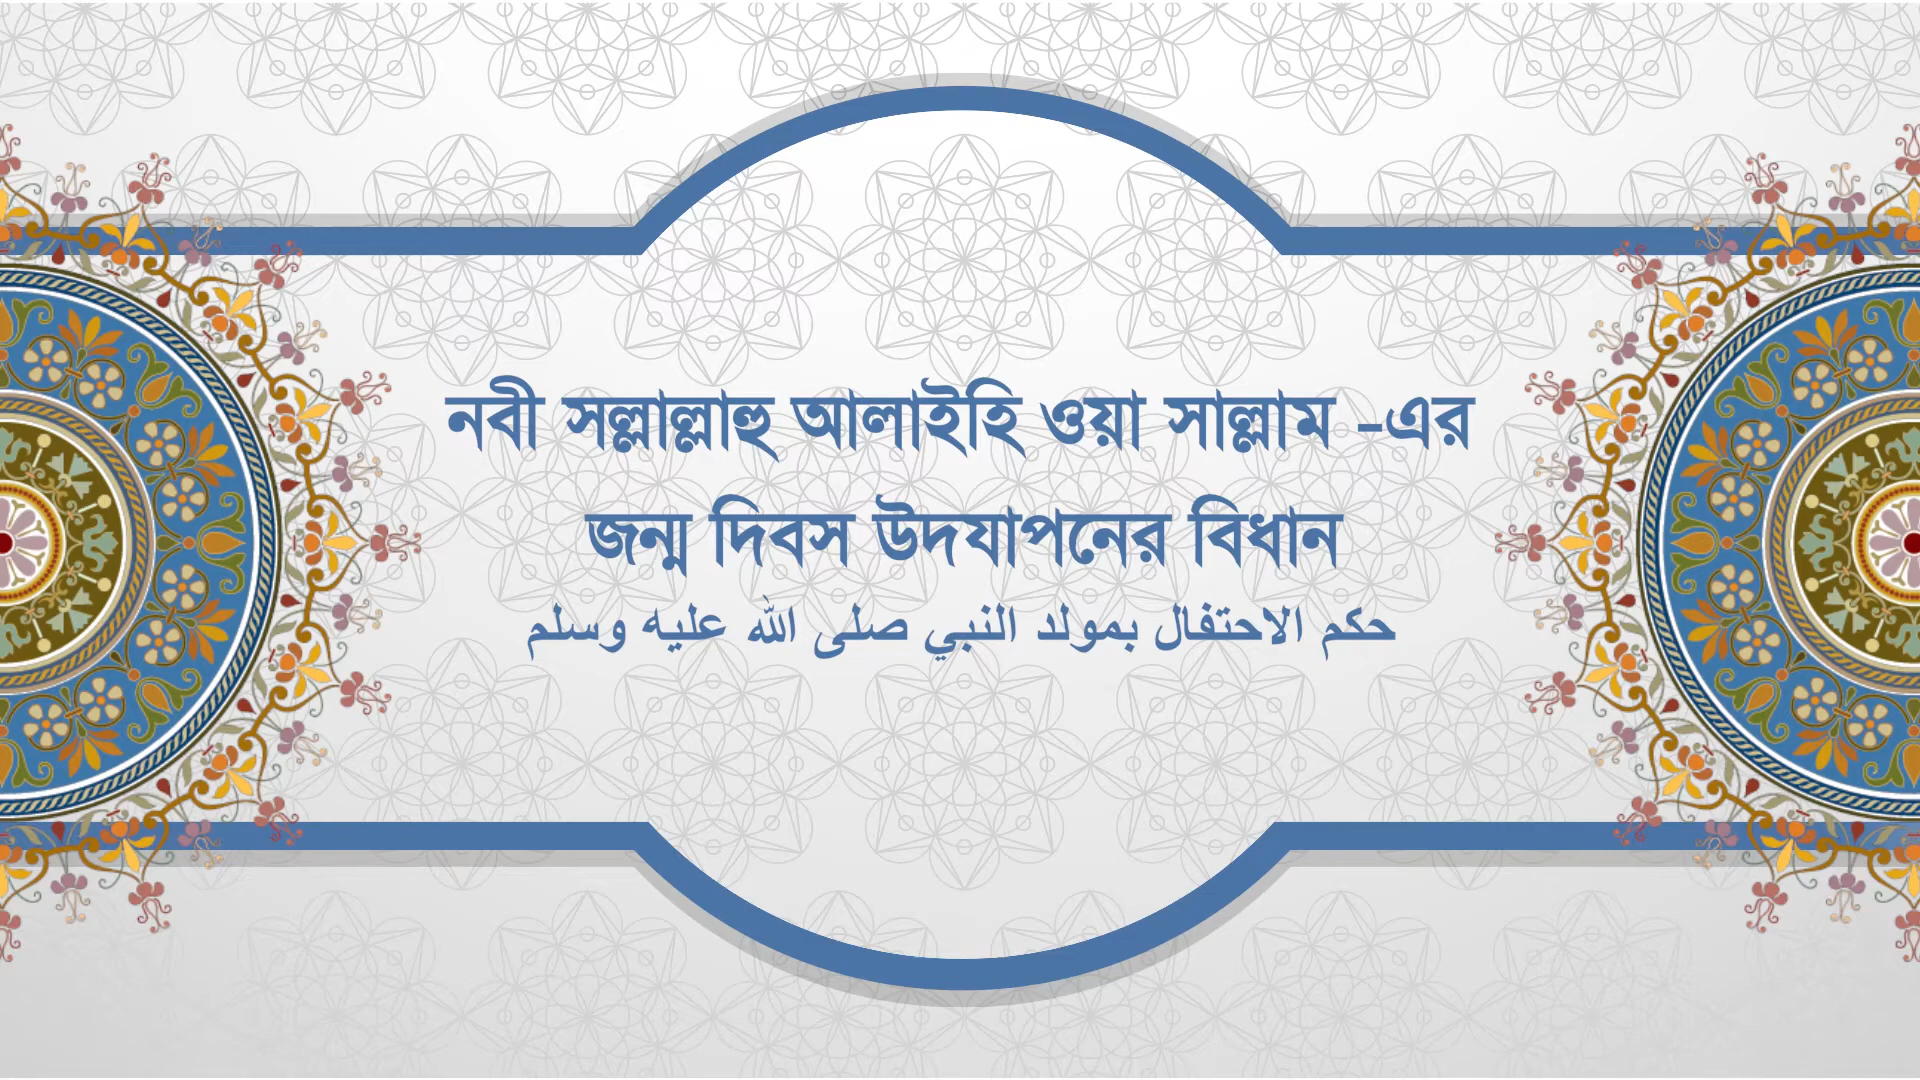 নবী সল্লাল্লাহু আলাইহি ওয়া সাল্লাম -এর
জন্ম দিবস উদযাপনের বিধান
حكم الاحتفال بمولد النبي صلى الله عليه وسلم